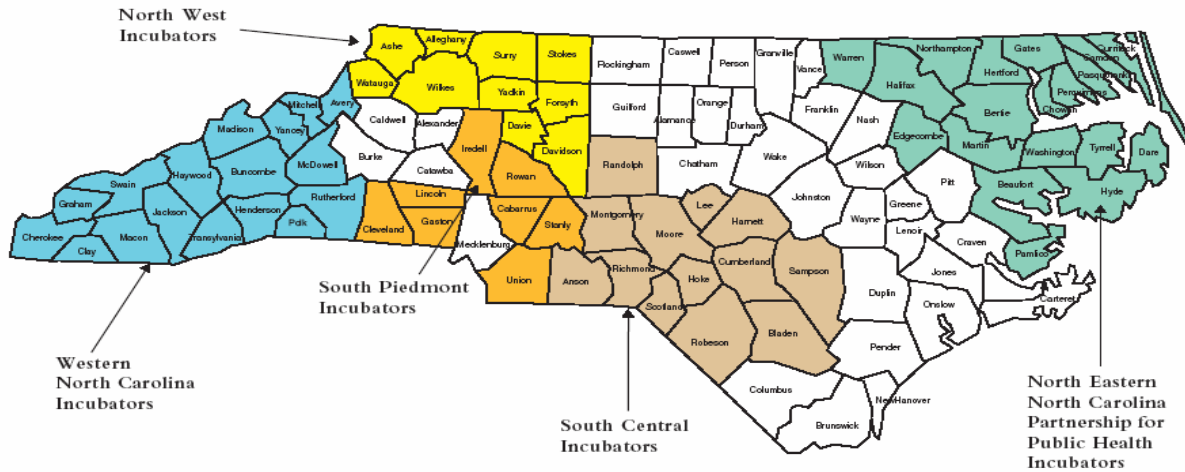 North West
Incubators
Ashe
Alleghany
Surry
Stokes
Rockingham
Caswell
Person
Granville
Vance
Warren
Northampton
Gates
Currituck
Camden
Pasquotank
Perquimans
Chowan
Hertford
Halifax
Bertie
Watauga
Wilkes
Yadkin
Forsyth
Guilford
Alamance
Orange
Durham
Franklin
Nash
Edgecombe
Martin
Washington
Tyrrell
Dare
Mitchell
Avery
Caldwell
Alexander
Iredell
Davie
Davidson
Randolph
Chatham
Wake
Wilson
Pitt
Beaufort
Hyde
Madison
Yancey
McDowell
Burke
Catawba
Rowan
Swain
Haywood
Buncombe
Rutherford
Lincoln
Cleveland
Gaston
Cabarrus
Stanly
Montgomery
Lee
Harnett
Johnston
Wayne
Greene
Lenoir
Craven
Pamlico
Graham
Jackson
Henderson
Polk
Cherokee
Clay
Macon
Transylvania
Mecklenburg
Union
Anson
Richmond
Moore
Hoke
Cumberland
Sampson
Duplin
Jones
Onslow
Carteret
Scotland
Robeson
Bladen
Pender
Columbus
NewHanover
Brunswick
South Piedmont
Incubators
Western
North Carolina
Incubators
South Central
Incubators
North Eastern
North Carolina
Partnership for
Public Health
Incubators